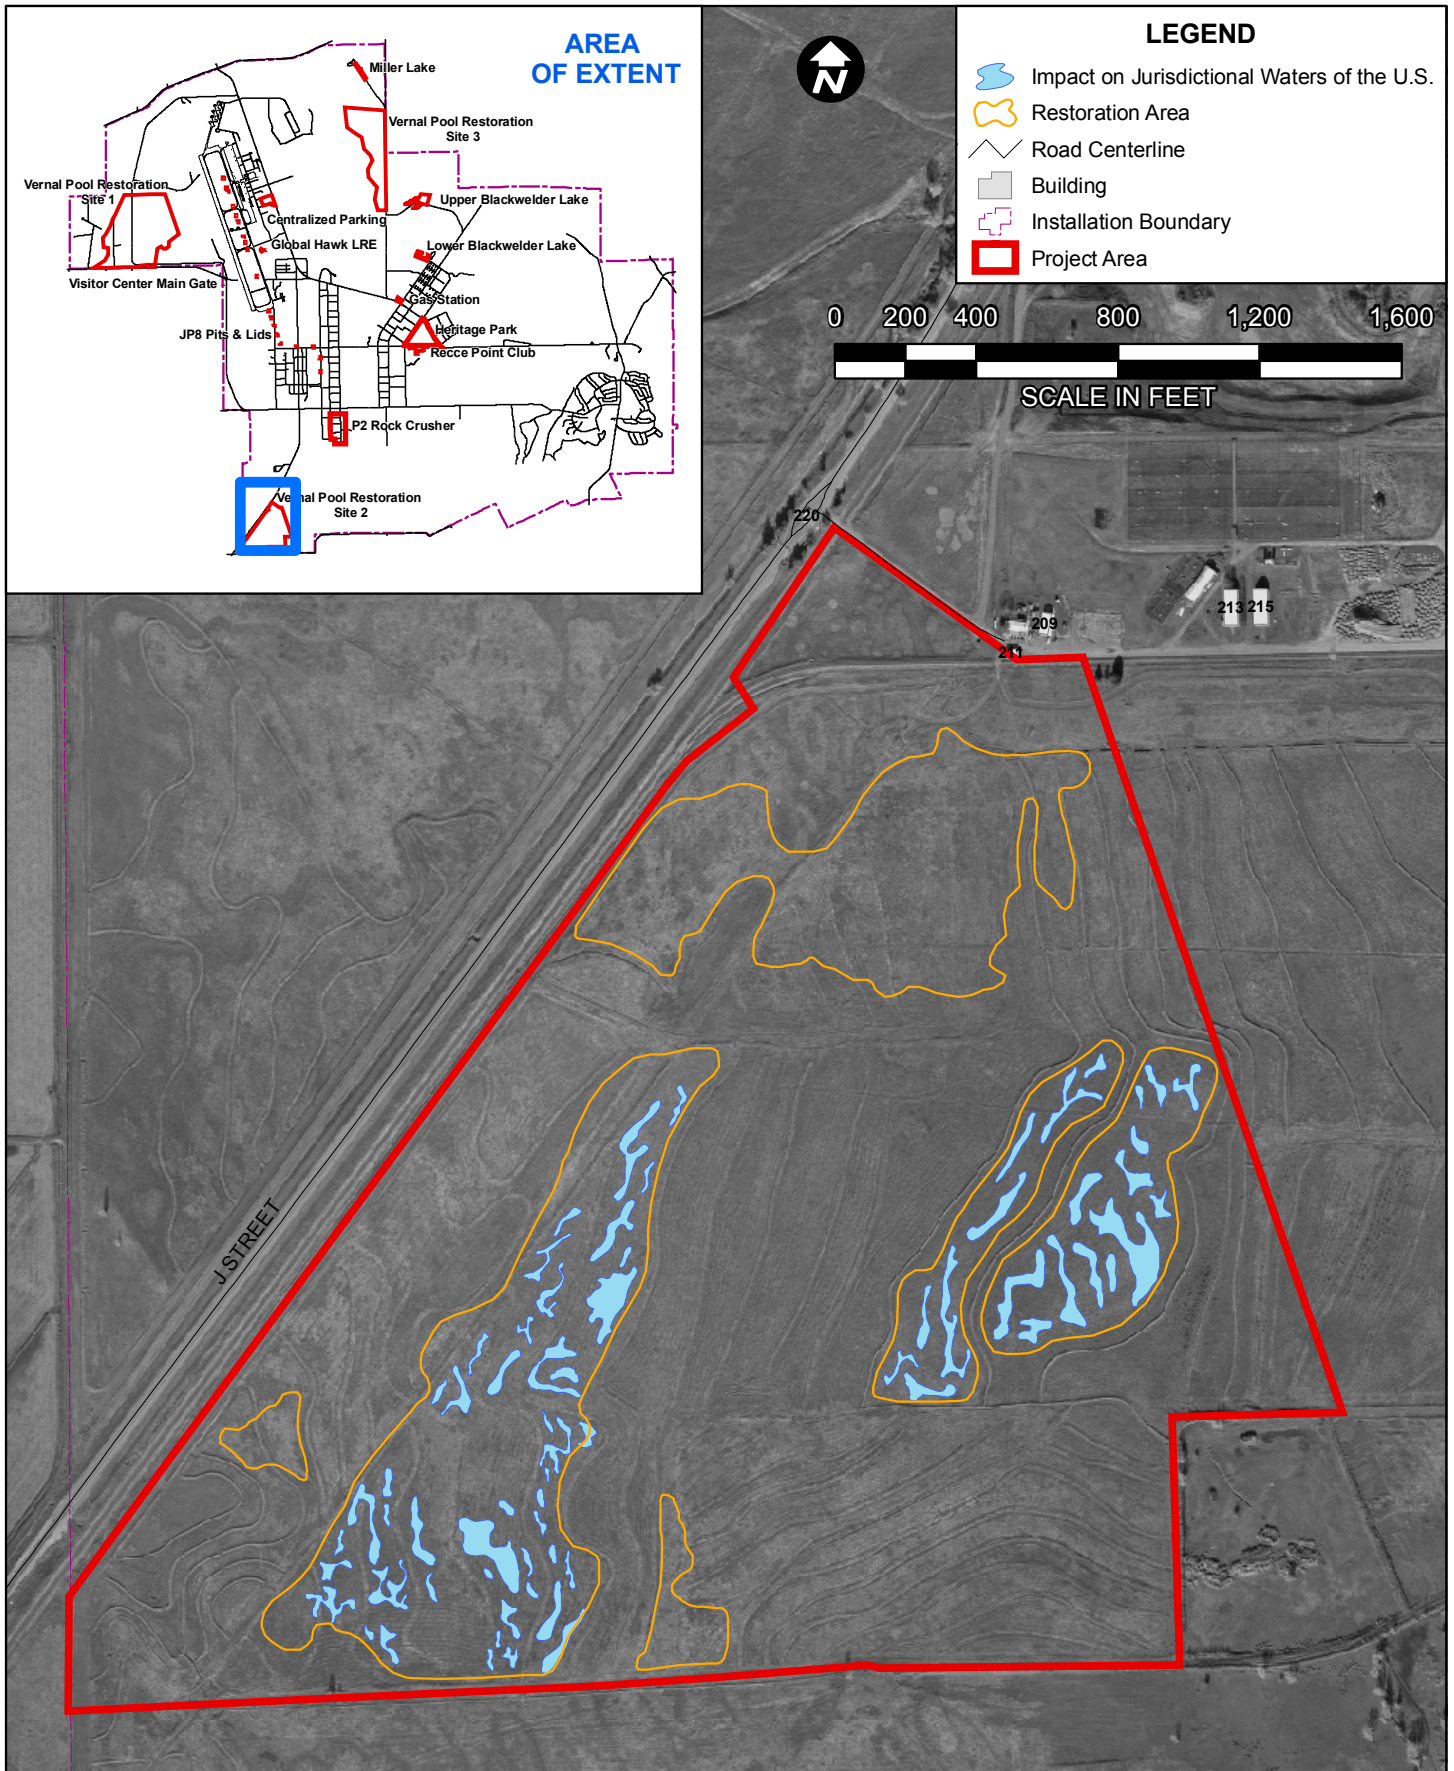 AREA
OF EXTENT
Miller Lake
Vernal Pool Restoration
Site 3
Vernal Pool Restoration
Site 1
Upper Blackwelder Lake
Centralized Parking
Global Hawk LRE
Lower Blackwelder Lake
Visitor Center Main Gate
Gas Station
JP8 Pits & Lids
Heritage Park
Recce Point Club
P2 Rock Crusher
Vernal Pool Restoration
Site 2
N
LEGEND
Impact on Jurisdictional Waters of the U.S.
Restoration Area
Road Centerline
Building
Installation Boundary
Project Area
0 200 400 800 1,200 1,600
SCALE IN FEET
220
213 215
209
211
J STREET